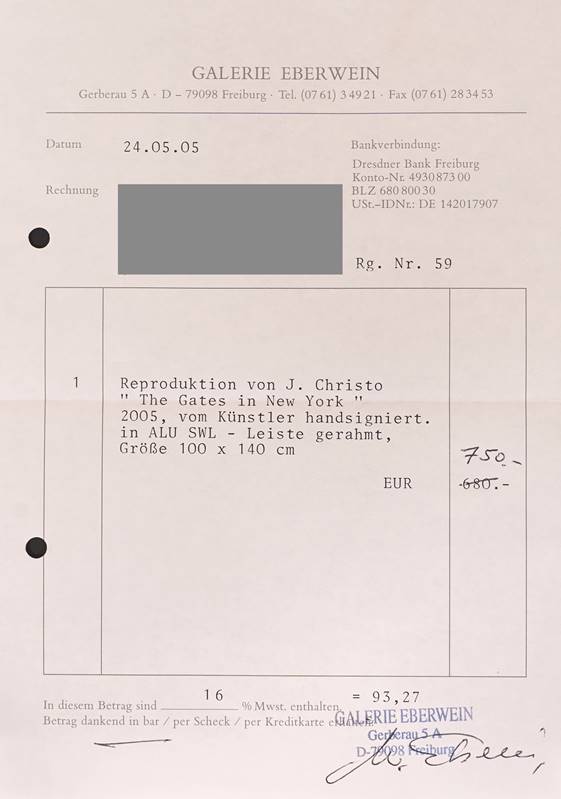 GALERIE EBERWEIN
Gerberau 5 A · D – 79098 Freiburg · Tel. (07 61) 3 49 21 · Fax (07 61) 28 34 53
Datum 24.05.05
Bankverbindung:
Dresdner Bank Freiburg
Konto-Nr. 4930 873 00
BLZ 680 800 30
USt.–IDNr.: DE 142017907
Rechnung
Rg. Nr. 59
1 Reproduktion von J. Christo
" The Gates in New York "
2005, vom Künstler handsigniert.
in ALU SWL - Leiste gerahmt,
Größe 100 x 140 cm
750.-
EUR 680.-
In diesem Betrag sind 16 % Mwst. enthalten. = 93,27
Betrag dankend in bar / per Scheck / per Kreditkarte erhalten.
GALERIE EBERWEIN
Gerberau 5 A
D-79098 Freiburg